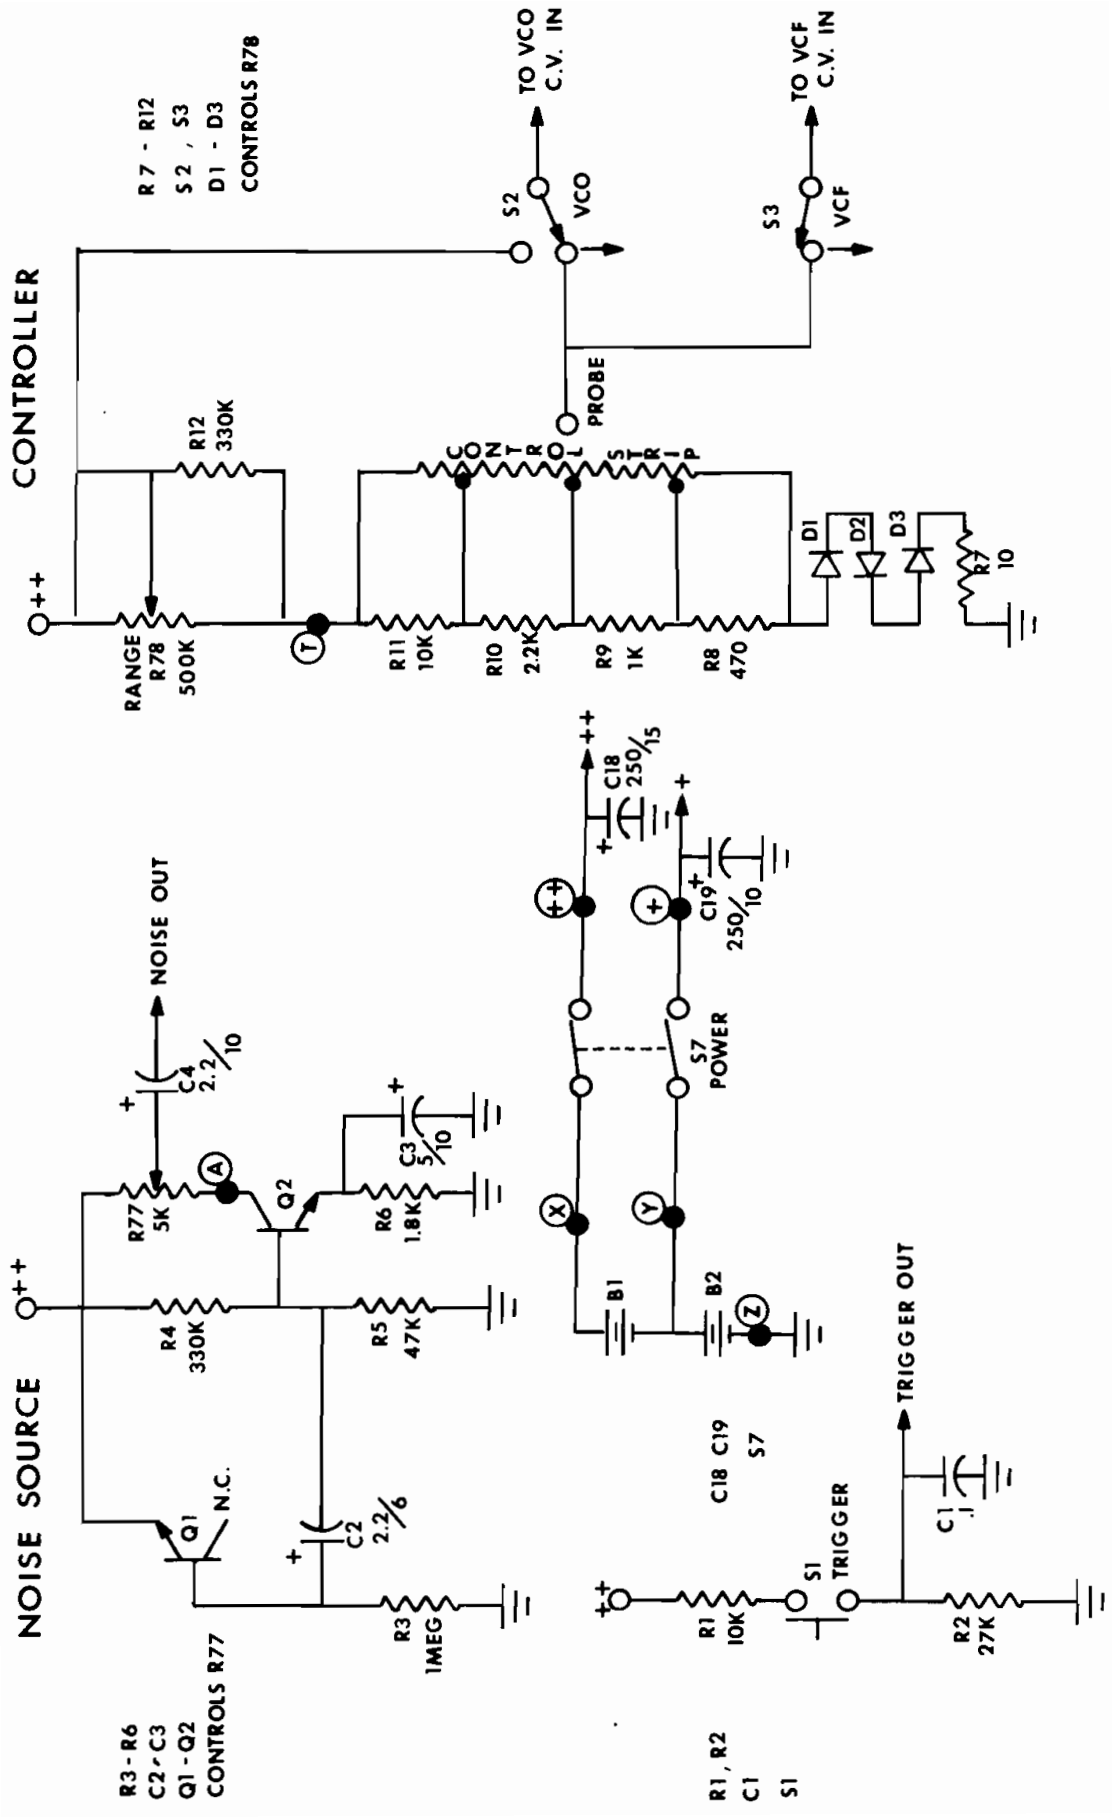 NOISE SOURCE
++
R3 - R6
C2, C3
Q1 - Q2
CONTROLS R77
Q1
N.C.
R4
330K
R77
5K
A
C4
2.2/10
+
NOISE OUT
Q2
R3
1MEG
C2
2.2/6
+
R5
47K
R6
1.8K
C3
5/10
+
CONTROLLER
++
R7 - R12
S2 , S3
D1 - D3
CONTROLS R78
RANGE
R78
500K
R12
330K
T
R11
10K
R10
2.2K
R9
1K
R8
470
CONTROL STRIP
PROBE
S2
VCO
TO VCO
C.V. IN
S3
VCF
TO VCF
C.V. IN
D1
D2
D3
R7
10
R1, R2
C1
S1
++
R1
10K
S1
TRIGGER
R2
27K
C1
.1
TRIGGER OUT
C18 C19
S7
B1
B2
X
Y
Z
S7
POWER
++
+
C18
250/15
+
++
C19
250/10
+
+